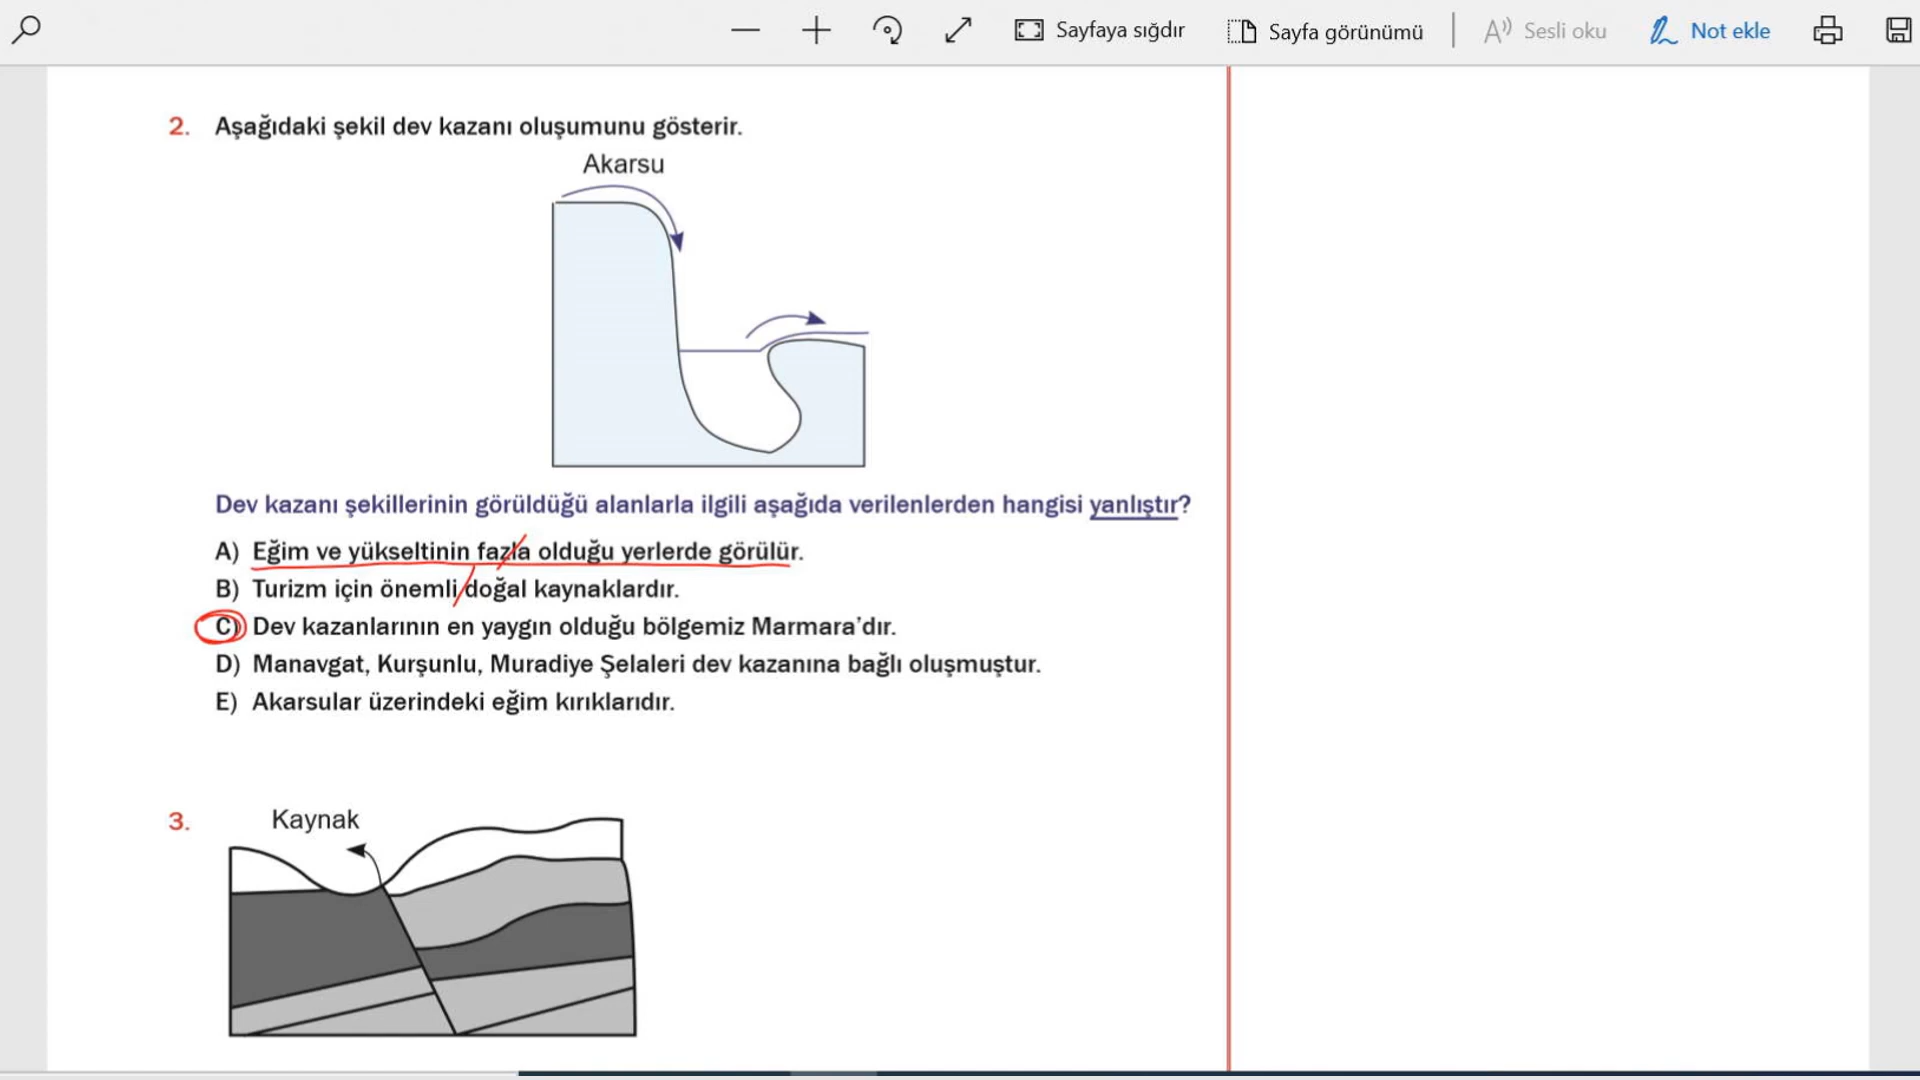 Sayfaya sığdır Sayfa görünümü A Sesli oku Not ekle
2. Aşağıdaki şekil dev kazanı oluşumunu gösterir.
Akarsu
Dev kazanı şekillerinin görüldüğü alanlarla ilgili aşağıda verilenlerden hangisi yanlıştır?
A) Eğim ve yükseltinin fazla olduğu yerlerde görülür.
B) Turizm için önemli doğal kaynaklardır.
C) Dev kazanlarının en yaygın olduğu bölgemiz Marmara'dır.
D) Manavgat, Kurşunlu, Muradiye Şelaleri dev kazanına bağlı oluşmuştur.
E) Akarsular üzerindeki eğim kırıklarıdır.
3. Kaynak